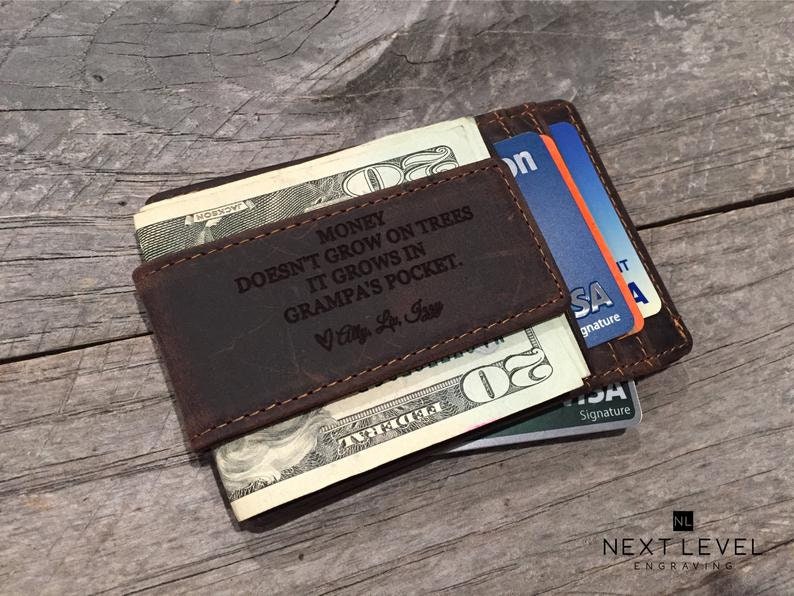 20
JACKSON
MONEY
DOESN'T GROW ON TREES
IT GROWS IN
GRAMPA'S POCKET.
Ally, Liv, Izzy
on
VISA
Signature
20
FEDERAL
VISA
Signature
NL
NEXT LEVEL
ENGRAVING